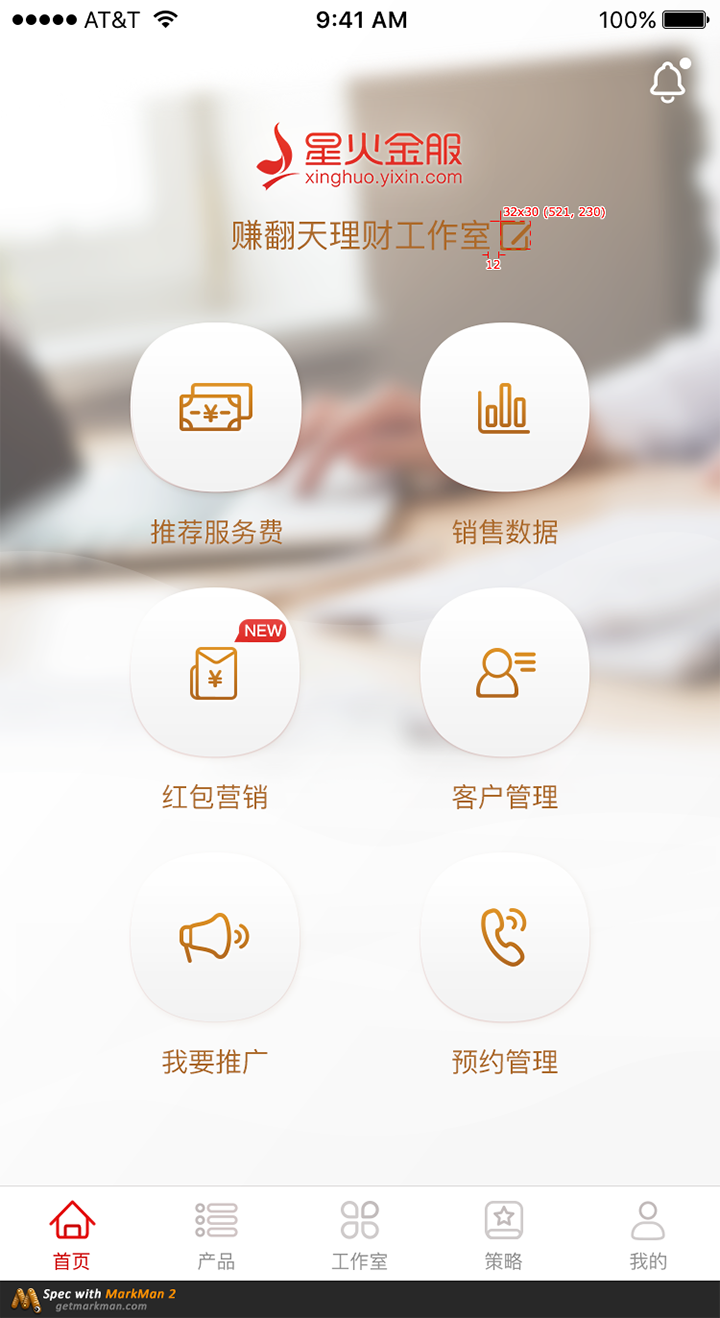 ●●●●● AT&T 9:41 AM 100%
星火金服
xinghuo.yixin.com
32x30 (521, 230)
赚翻天理财工作室
12
推荐服务费 销售数据
NEW
红包营销 客户管理
我要推广 预约管理
首页 产品 工作室 策略 我的
Spec with MarkMan 2
getmarkman.com